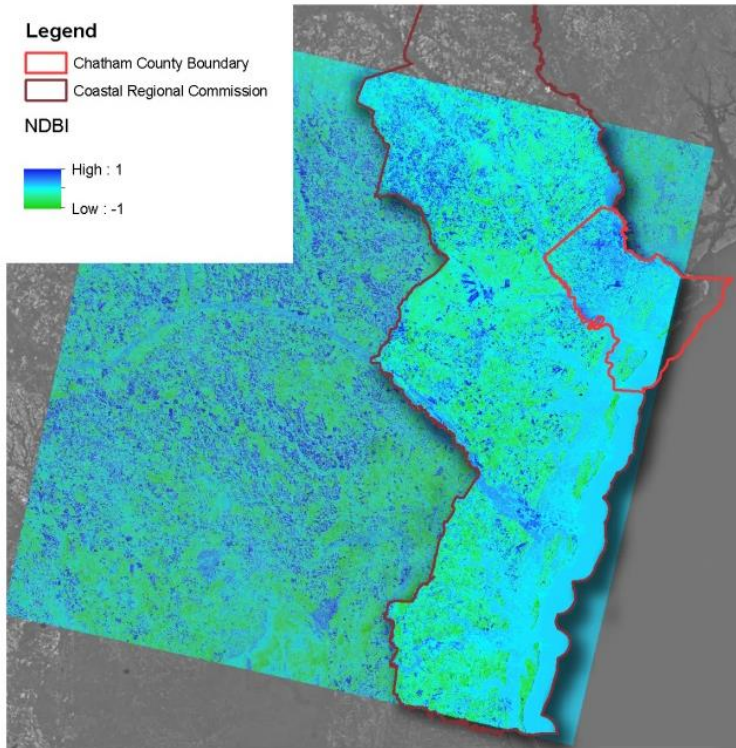 Legend
Chatham County Boundary
Coastal Regional Commission
NDBI
High : 1
Low : -1